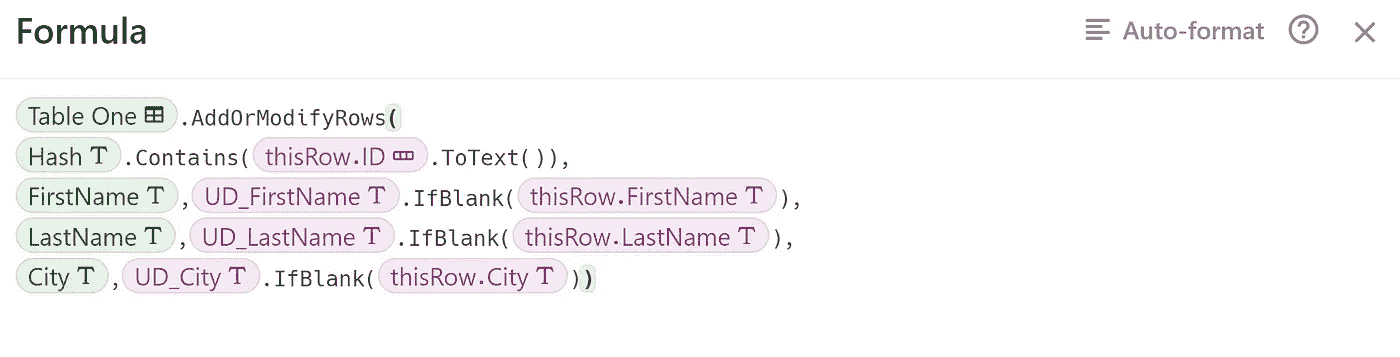 Formula Auto-format ?
Table One .AddOrModifyRows(
Hash T .Contains( thisRow.ID .ToText()),
FirstName T , UD_FirstName T .IfBlank( thisRow.FirstName T ),
LastName T , UD_LastName T .IfBlank( thisRow.LastName T ),
City T , UD_City T .IfBlank( thisRow.City T ))